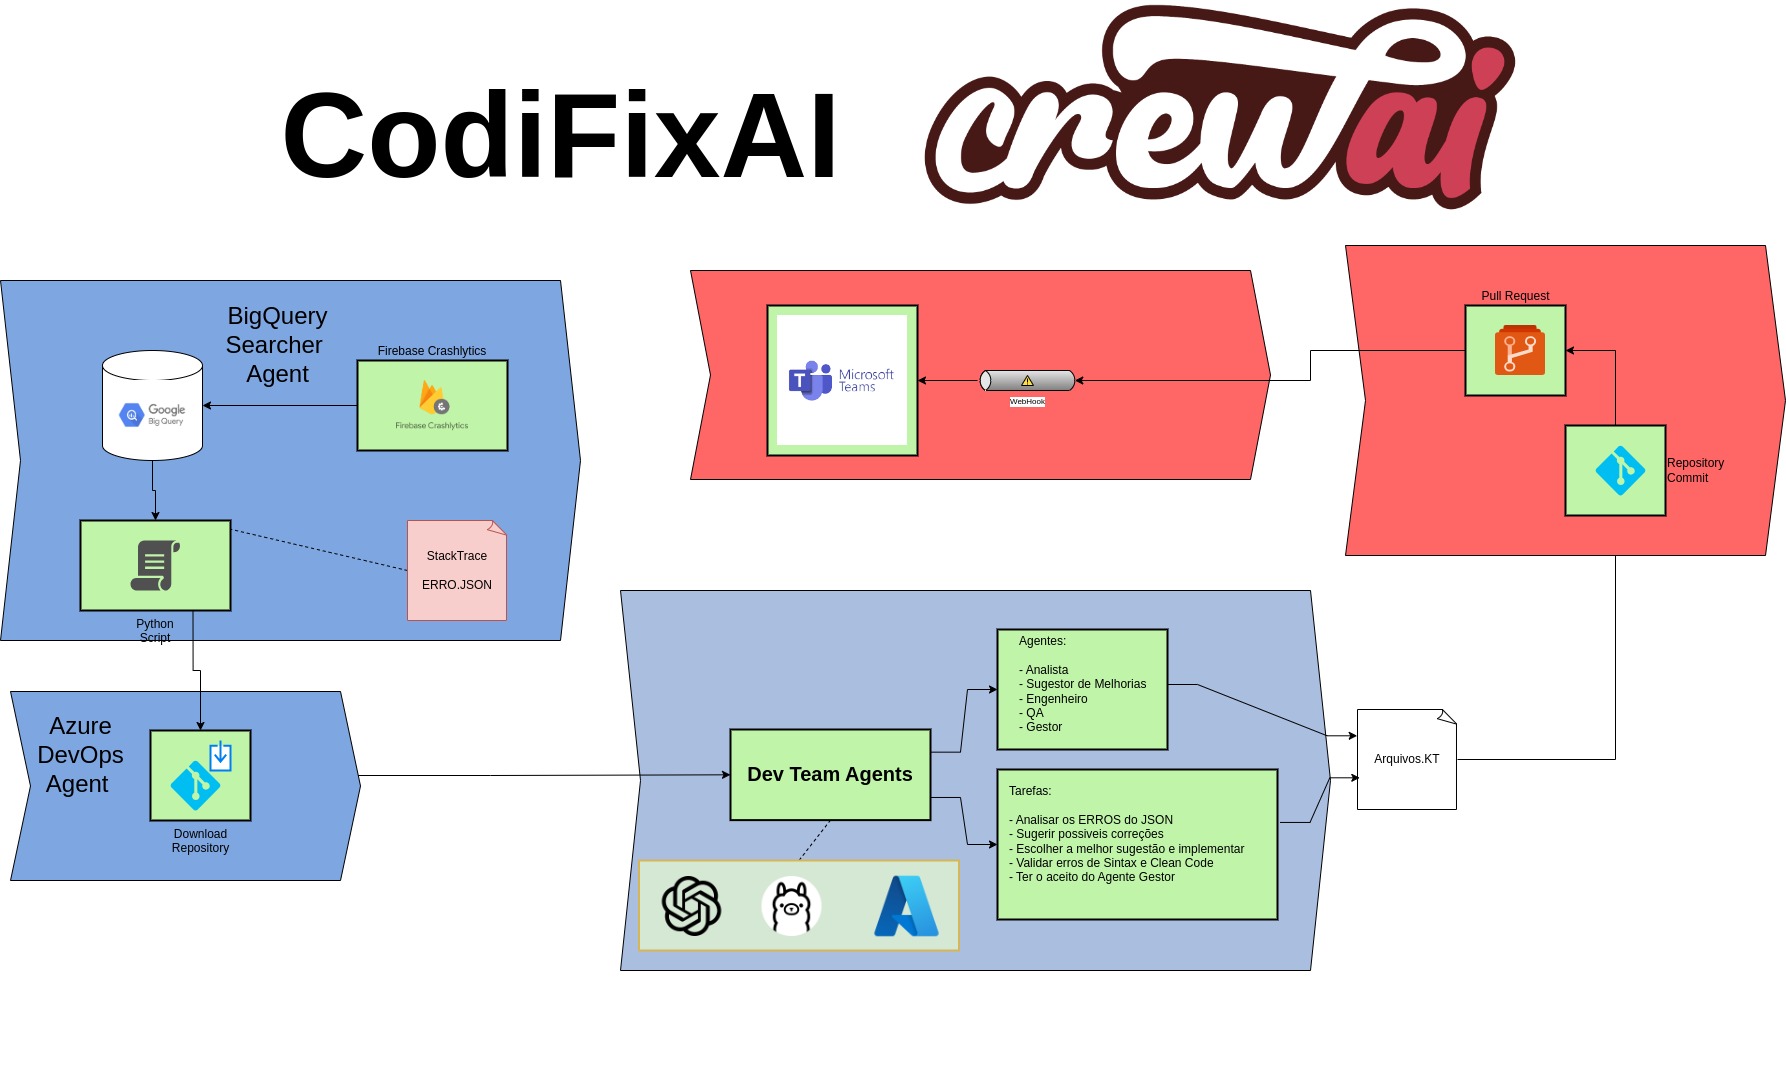 CodiFixAI
crewai
BigQuery
Searcher
Agent
Firebase Crashlytics
Firebase Crashlytics
Google
Big Query
StackTrace
ERRO.JSON
Python
Script
Azure
DevOps
Agent
Download
Repository
Dev Team Agents
Agentes:
- Analista
- Sugestor de Melhorias
- Engenheiro
- QA
- Gestor
Tarefas:
- Analisar os ERROS do JSON
- Sugerir possiveis correções
- Escolher a melhor sugestão e implementar
- Validar erros de Sintax e Clean Code
- Ter o aceito do Agente Gestor
Arquivos.KT
Repository
Commit
Pull Request
WebHook
T
Microsoft
Teams